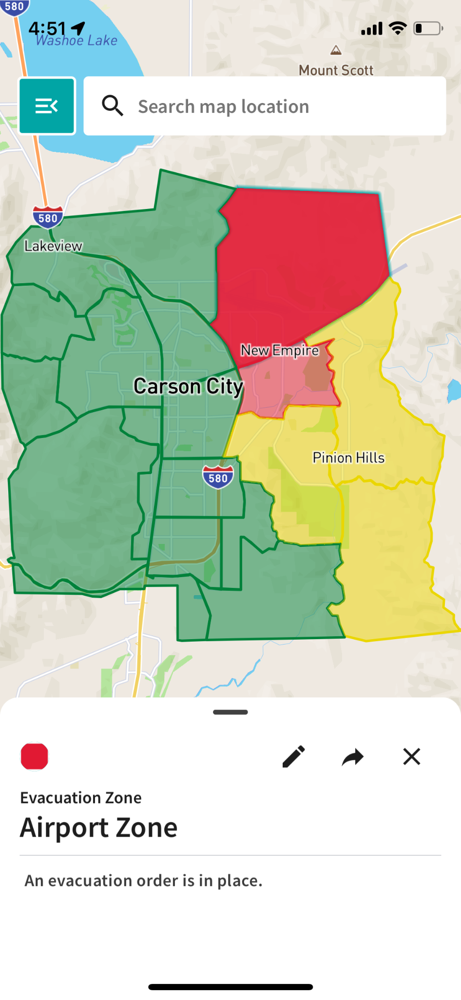 580
4:51
Washoe Lake
Mount Scott
Search map location
580
Lakeview
New Empire
Carson City
Pinion Hills
580
Evacuation Zone
Airport Zone
An evacuation order is in place.